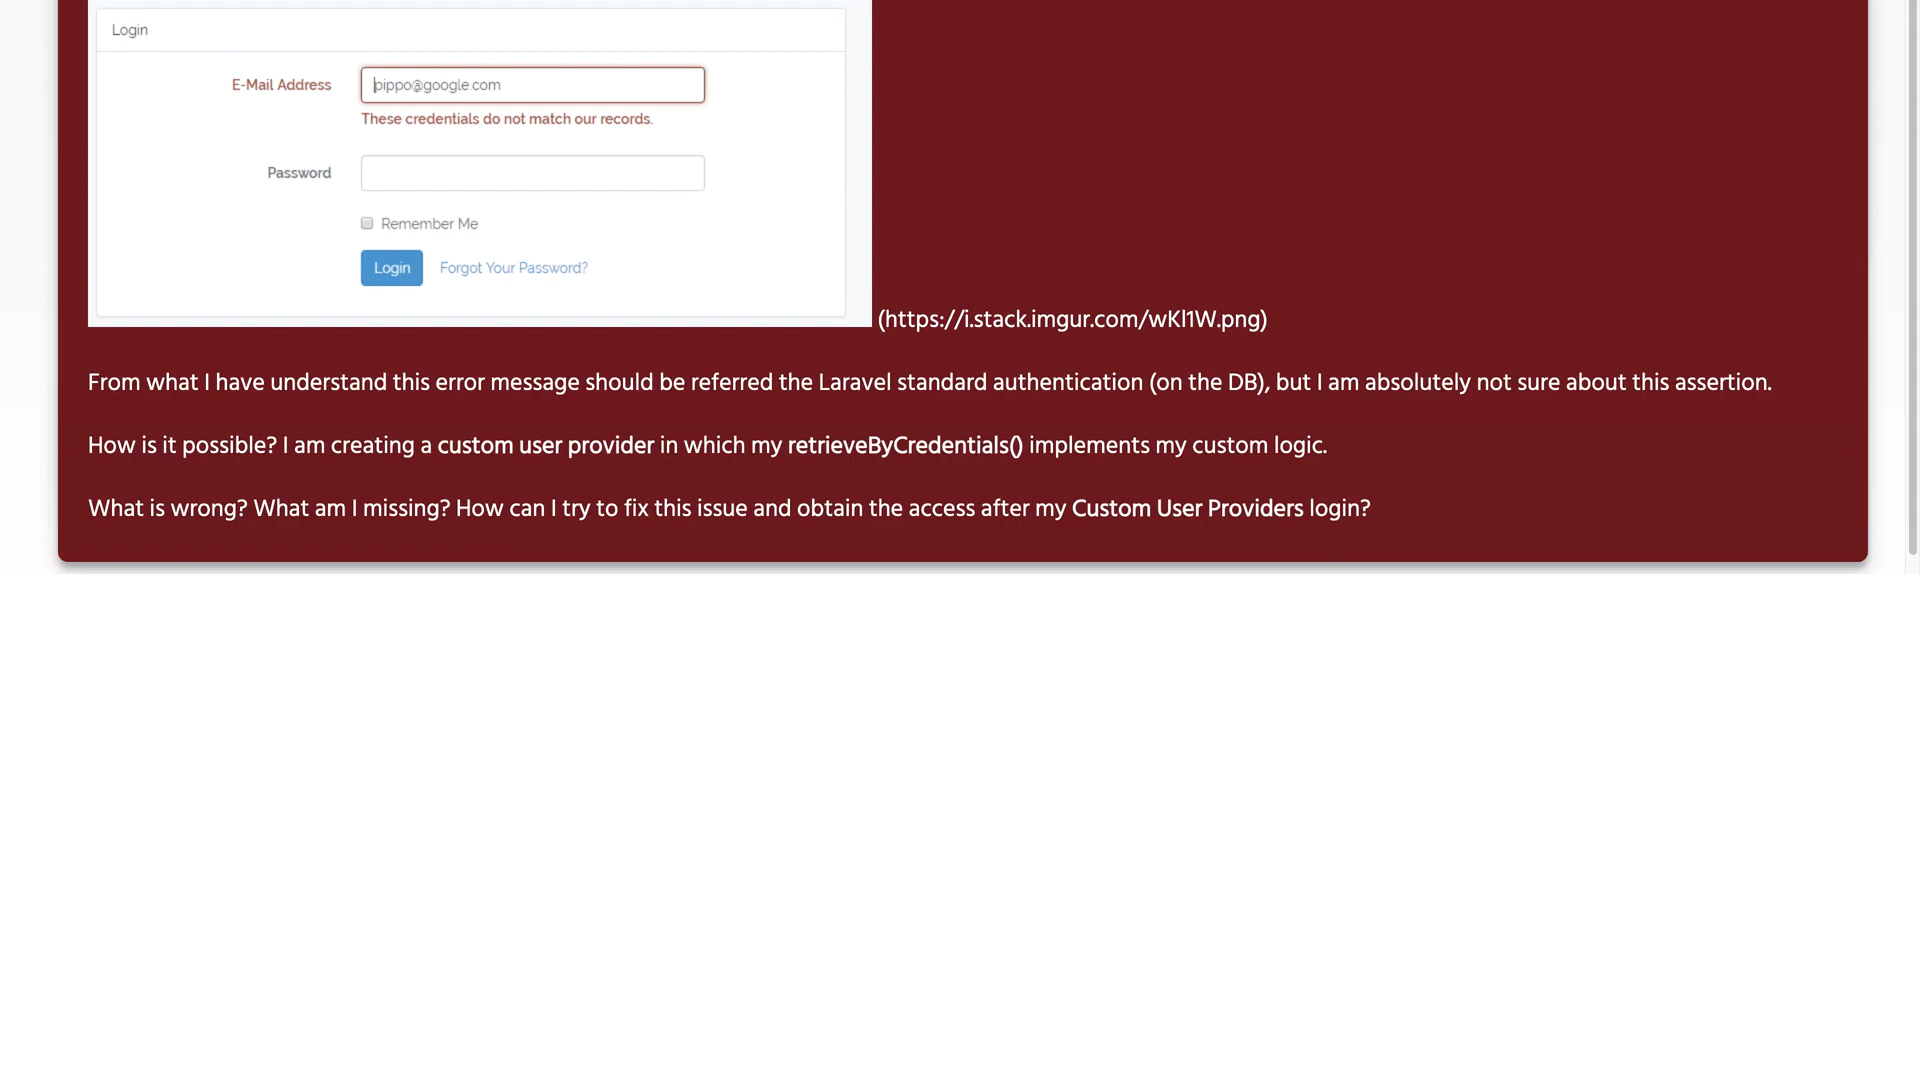 Login
E-Mail Address
pippo@google.com
These credentials do not match our records.
Password
Remember Me
Login Forgot Your Password?
(https://i.stack.imgur.com/wKl1W.png)
From what I have understand this error message should be referred the Laravel standard authentication (on the DB), but I am absolutely not sure about this assertion.
How is it possible? I am creating a custom user provider in which my retrieveByCredentials() implements my custom logic.
What is wrong? What am I missing? How can I try to fix this issue and obtain the access after my Custom User Providers login?